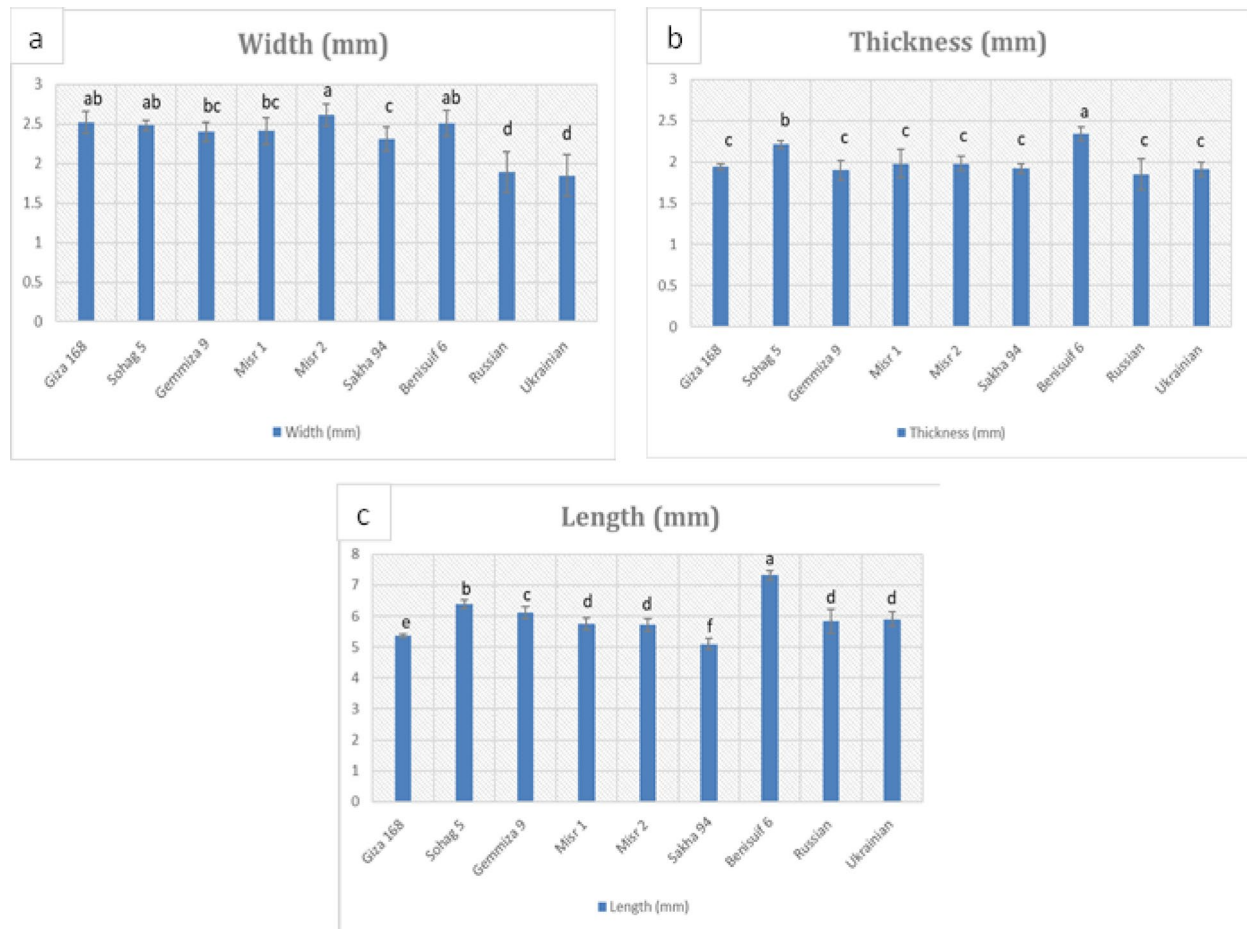 a
Width (mm)
3
2.5
2
1.5
1
0.5
0
ab ab bc bc a c ab d d
Giza 168 Sohag 5 Gemmiza 9 Misr 1 Misr 2 Sakha 94 Benisuif 6 Russian Ukrainian
Width (mm)
b
Thickness (mm)
3
2.5
2
1.5
1
0.5
0
c b c c c c a c c
Giza 168 Sohag 5 Gemmiza 9 Misr 1 Misr 2 Sakha 94 Benisuif 6 Russian Ukrainian
Thickness (mm)
c
Length (mm)
8
7
6
5
4
3
2
1
0
e b c d d f a d d
Giza 168 Sohag 5 Gemmiza 9 Misr 1 Misr 2 Sakha 94 Benisuif 6 Russian Ukrainian
Length (mm)